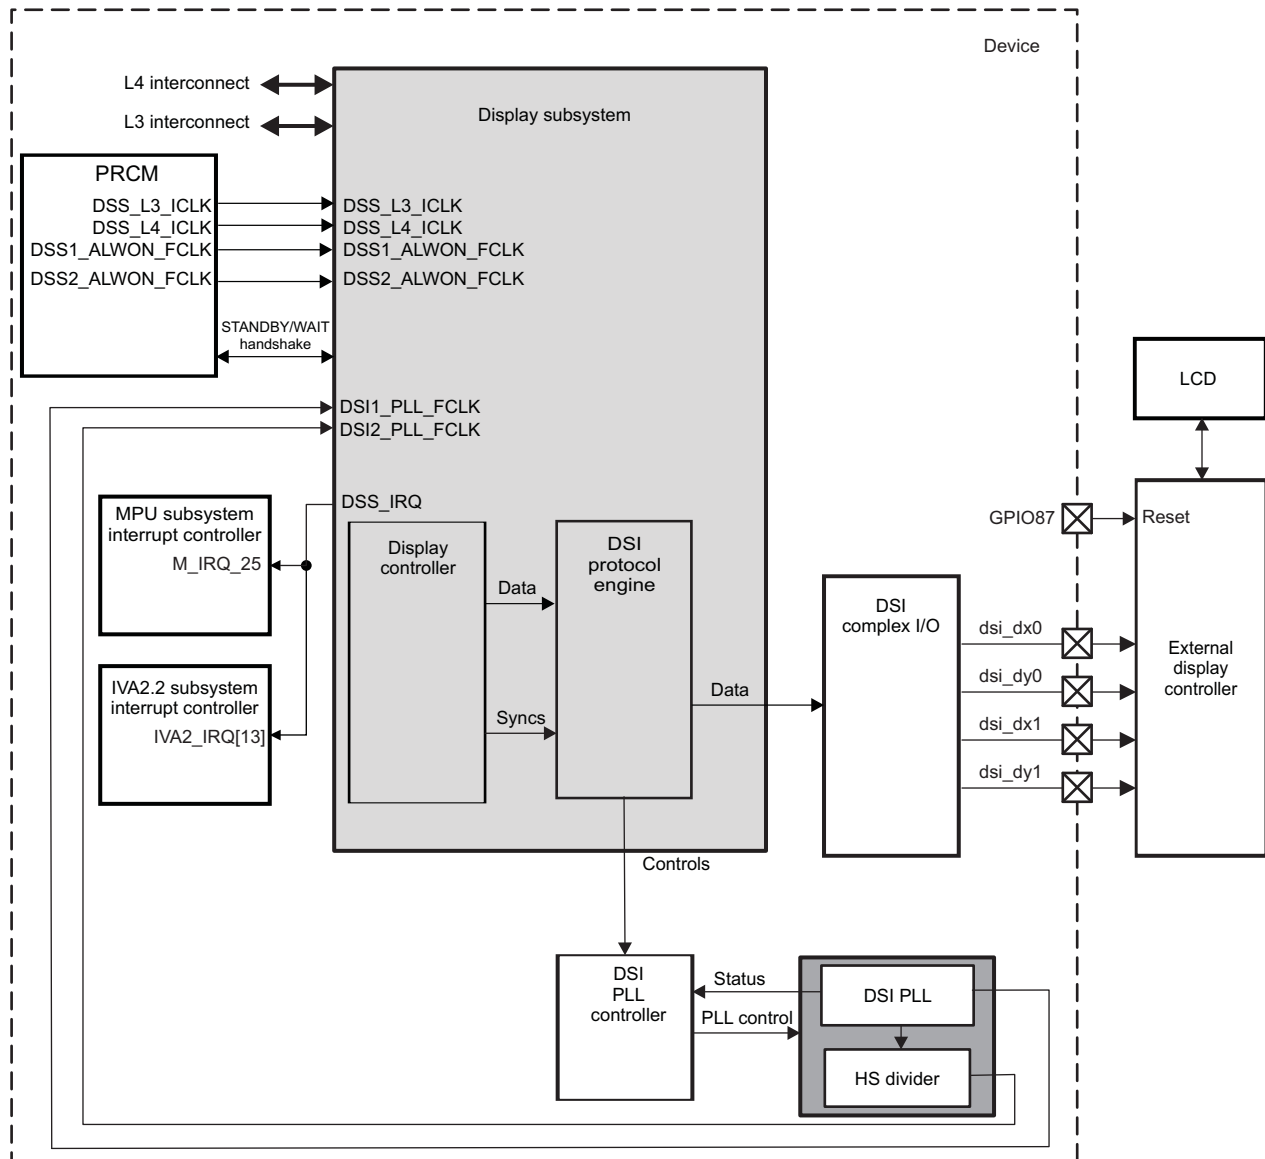 Device
L4 interconnect
L3 interconnect
Display subsystem
PRCM
DSS_L3_ICLK
DSS_L4_ICLK
DSS1_ALWON_FCLK
DSS2_ALWON_FCLK
DSS_L3_ICLK
DSS_L4_ICLK
DSS1_ALWON_FCLK
DSS2_ALWON_FCLK
STANDBY/WAIT
handshake
DSI1_PLL_FCLK
DSI2_PLL_FCLK
LCD
DSS_IRQ
MPU subsystem
interrupt controller
M_IRQ_25
IVA2.2 subsystem
interrupt controller
IVA2_IRQ[13]
Display
controller
Data
Syncs
DSI
protocol
engine
Data
DSI
complex I/O
GPIO87
Reset
dsi_dx0
dsi_dy0
dsi_dx1
dsi_dy1
External
display
controller
Controls
DSI
PLL
controller
Status
PLL control
DSI PLL
HS divider